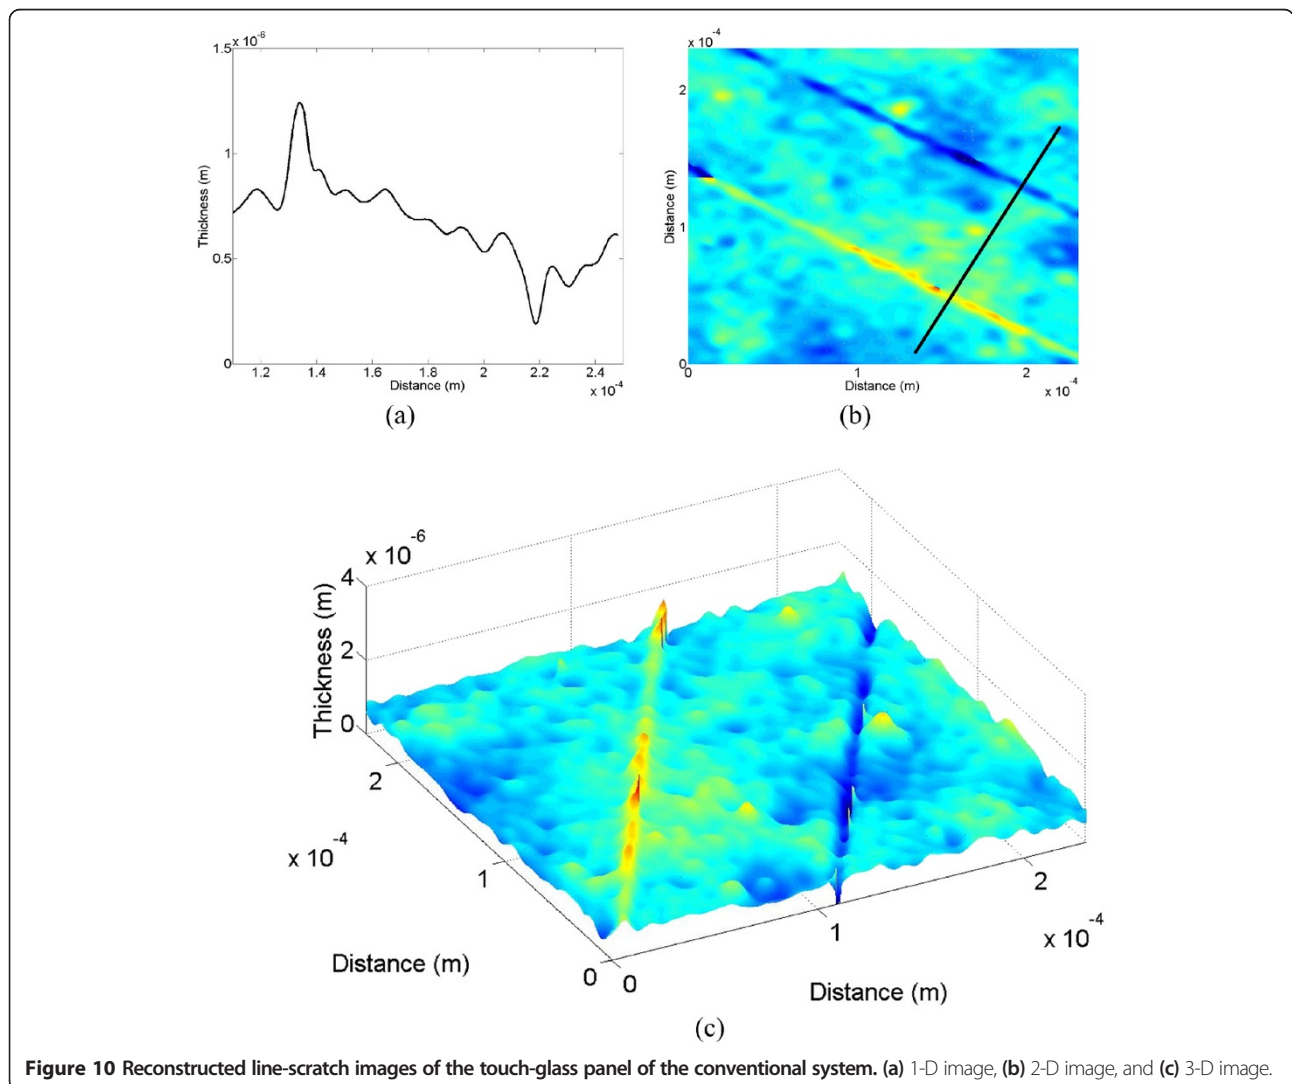 x 10⁻⁶
1.5
1
0.5
0
Thickness (m)
1.2 1.4 1.6 1.8 2 2.2 2.4
Distance (m)
x 10⁻⁴
(a)
x 10⁻⁴
2
1
0
Distance (m)
0 1 2
Distance (m)
x 10⁻⁴
(b)
x 10⁻⁶
4
2
0
Thickness (m)
2
1
0
x 10⁻⁴
Distance (m)
0
1
2
x 10⁻⁴
Distance (m)
(c)
Figure 10 Reconstructed line-scratch images of the touch-glass panel of the conventional system. (a) 1-D image, (b) 2-D image, and (c) 3-D image.